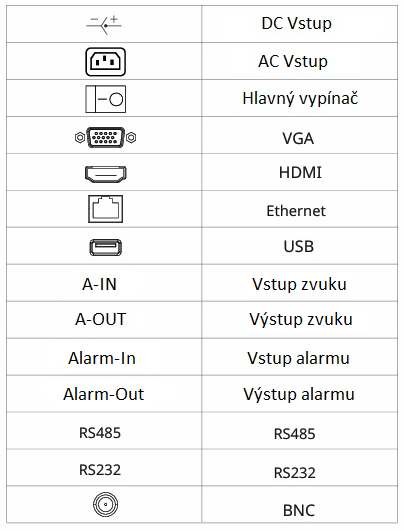 - + DC Vstup
AC Vstup
Hlavný vypínač
VGA
HDMI
Ethernet
USB
A-IN Vstup zvuku
A-OUT Výstup zvuku
Alarm-In Vstup alarmu
Alarm-Out Výstup alarmu
RS485 RS485
RS232 RS232
BNC